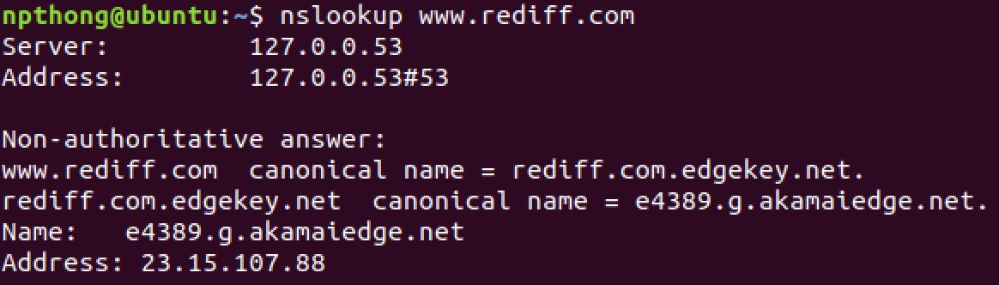 npthong@ubuntu:~$ nslookup www.rediff.com
Server:         127.0.0.53
Address:        127.0.0.53#53

Non-authoritative answer:
www.rediff.com  canonical name = rediff.com.edgekey.net.
rediff.com.edgekey.net  canonical name = e4389.g.akamaiedge.net.
Name:   e4389.g.akamaiedge.net
Address: 23.15.107.88